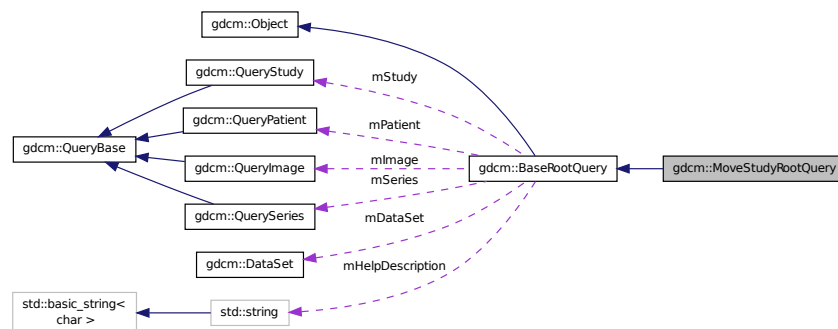 gdcm::Object
gdcm::QueryStudy
mStudy
gdcm::QueryPatient
mPatient
gdcm::QueryBase
gdcm::QueryImage
mImage
gdcm::BaseRootQuery
gdcm::MoveStudyRootQuery
mSeries
gdcm::QuerySeries
mDataSet
gdcm::DataSet
mHelpDescription
std::basic_string<
char >
std::string